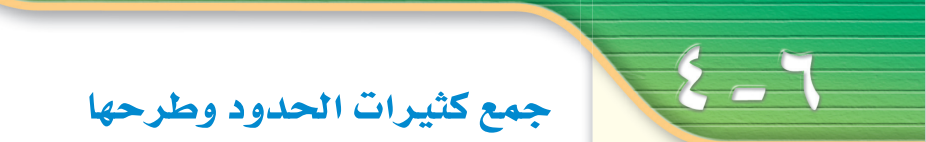 ٦ – ٤
جمع كثيرات الحدود وطرحها